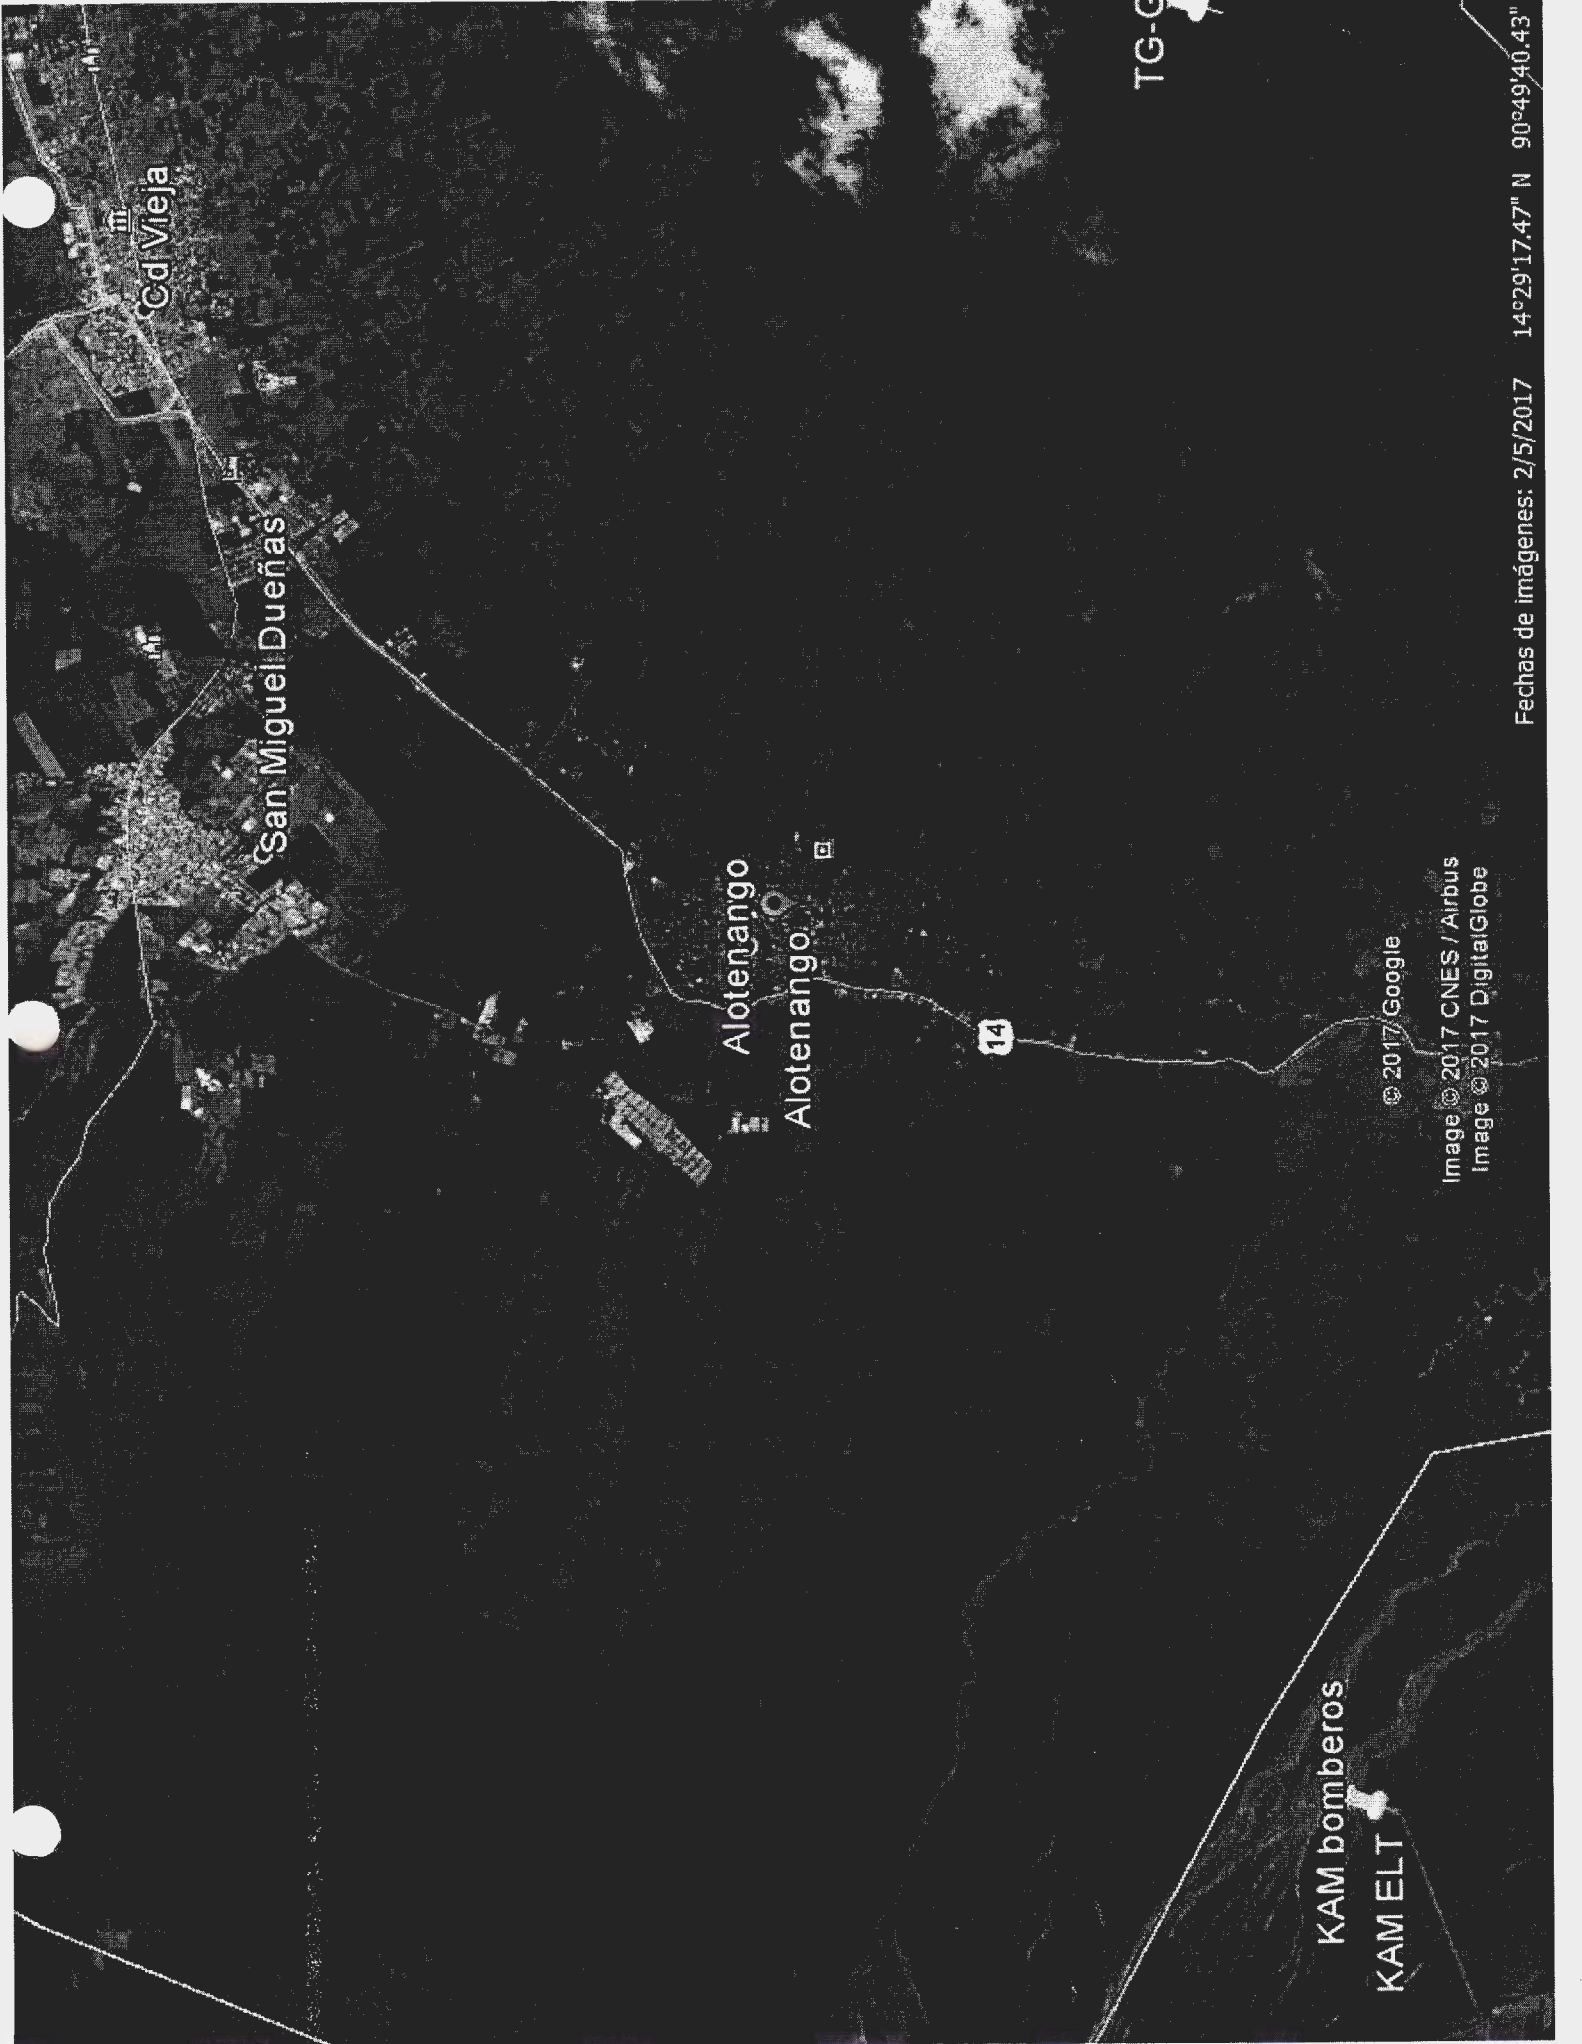 Cd Vieja
San Miguel Dueñas
Alotenango
Alotenango
14
TG-G
KAM bomberos
KAM ELT
© 2017 Google
Image © 2017 CNES / Airbus
Image © 2017 DigitalGlobe
Fechas de imágenes: 2/5/2017 14°29'17.47" N 90°49'40.43"